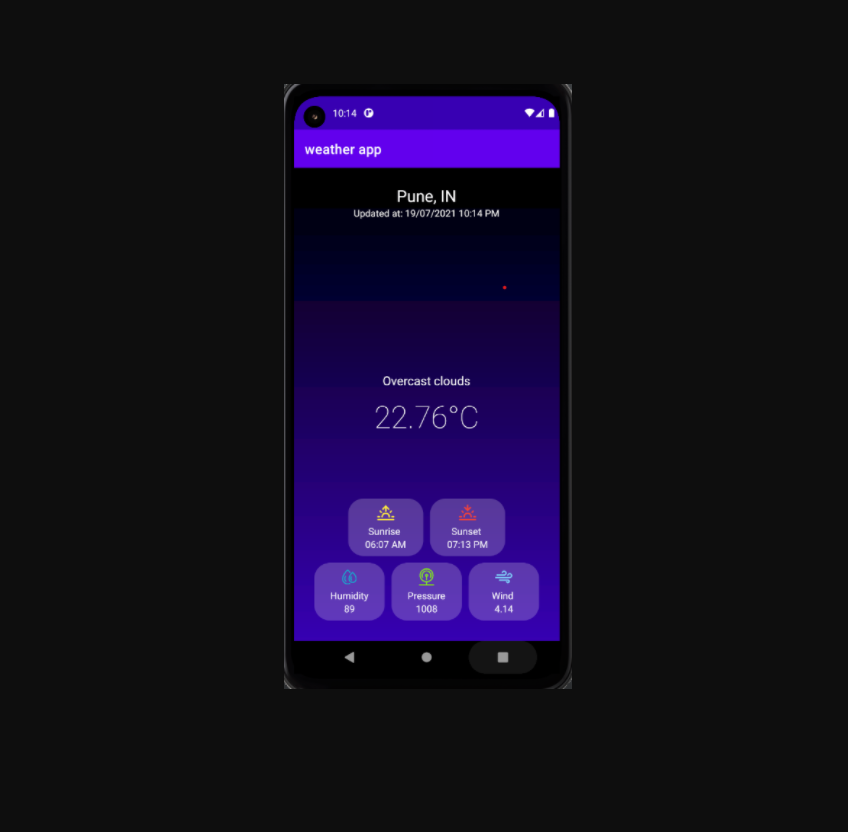 10:14
weather app
Pune, IN
Updated at: 19/07/2021 10:14 PM
Overcast clouds
22.76°C
Sunrise
06:07 AM
Sunset
07:13 PM
Humidity
89
Pressure
1008
Wind
4.14